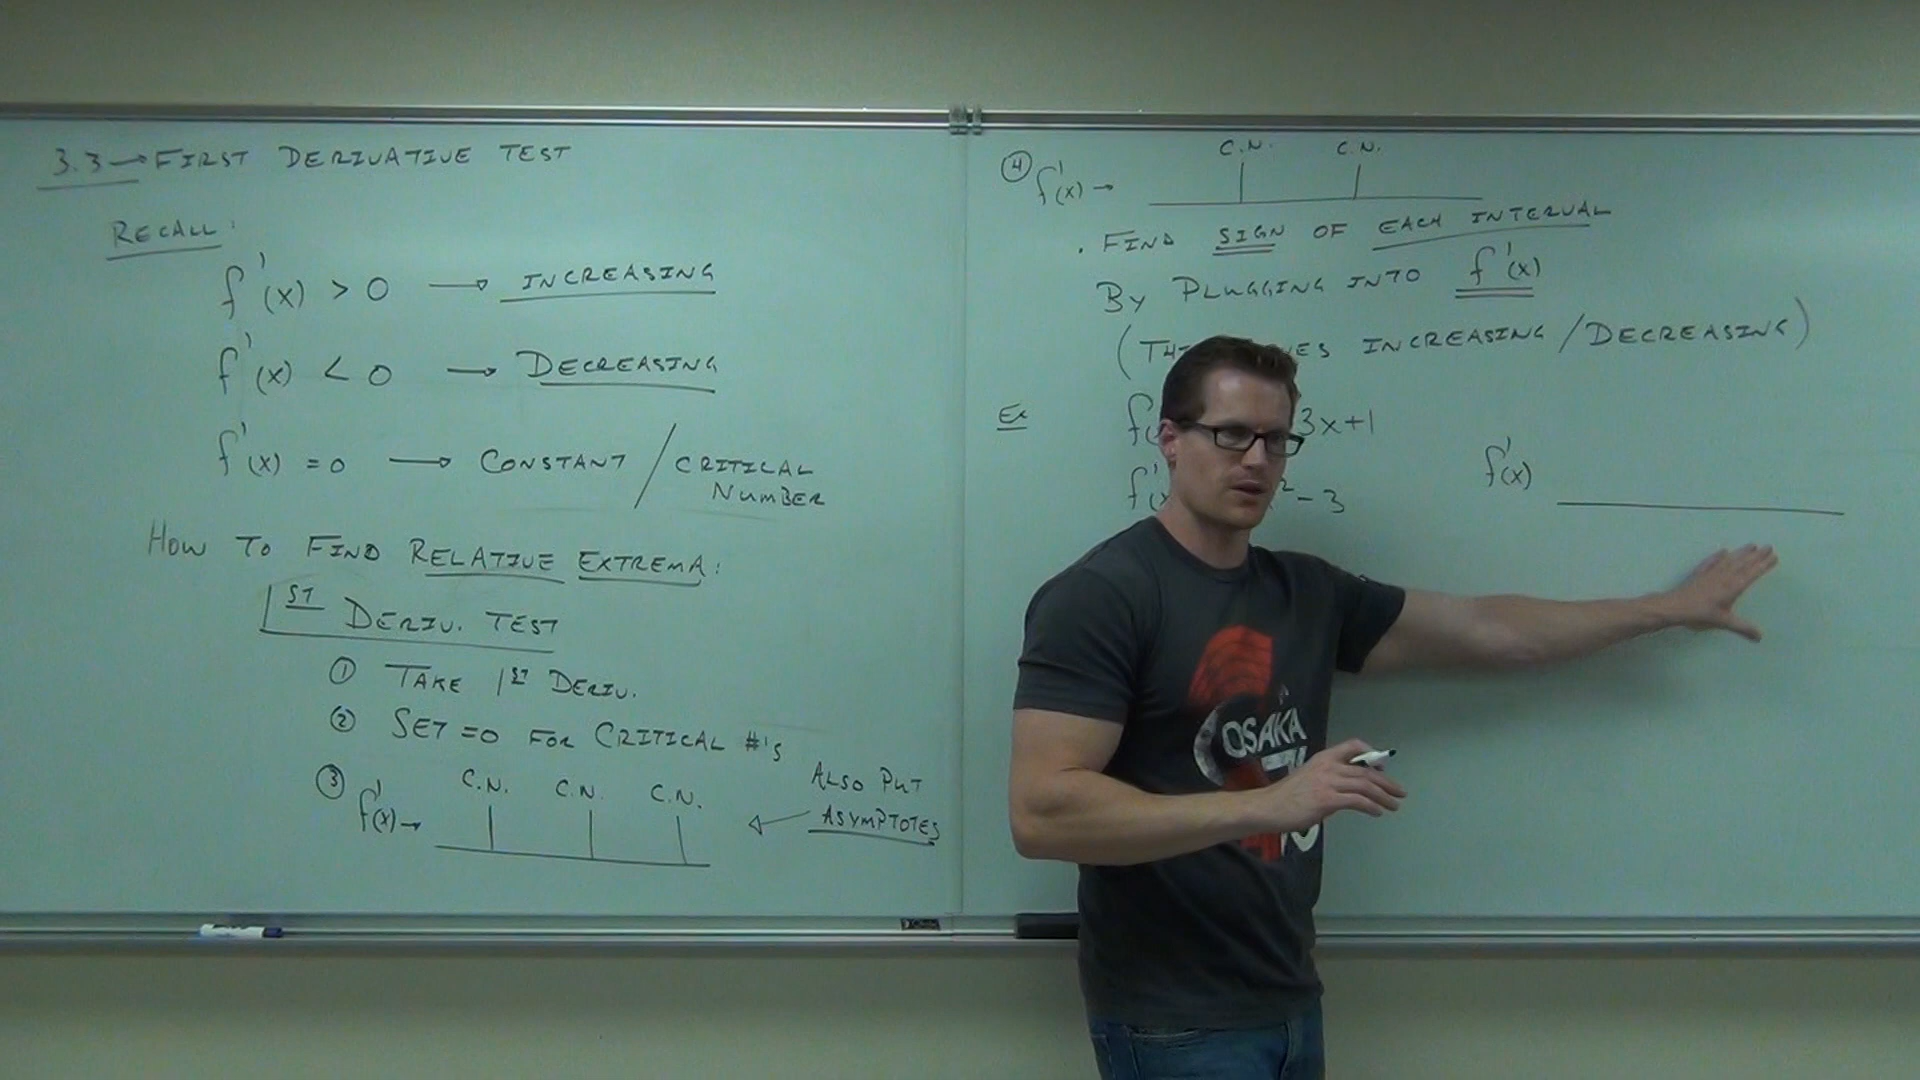 3.3 → FIRST DERIVATIVE TEST
RECALL:
f'(x) > 0 → INCREASING
f'(x) < 0 → DECREASING
f'(x) = 0 → CONSTANT / CRITICAL
NUMBER
HOW TO FIND RELATIVE EXTREMA:
1ST DERIV. TEST
① TAKE 1ST DERIV.
② SET =0 FOR CRITICAL #'s
③ f'(x) → C.N. C.N. C.N.
ALSO PUT
ASYMPTOTES
④ f'(x) → C.N. C.N.
. FIND SIGN OF EACH INTERVAL
BY PLUGGING INTO f'(x)
INCREASING / DECREASING)
Ex 3x+1
² - 3
f'(x)
OSAKA